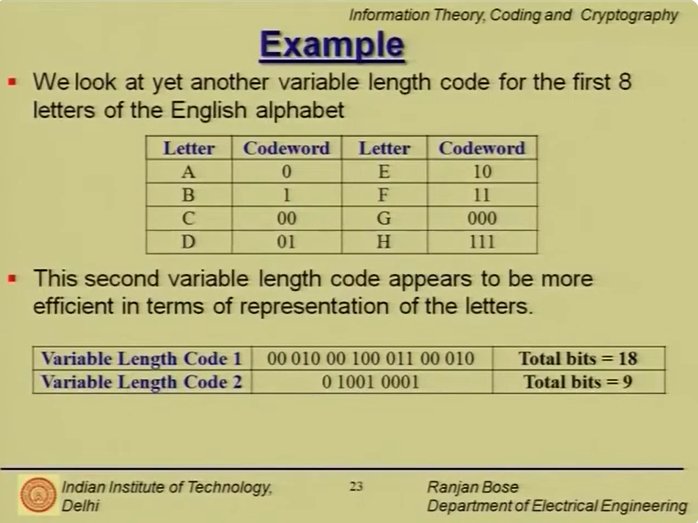 Information Theory, Coding and Cryptography
Example
We look at yet another variable length code for the first 8
letters of the English alphabet
Letter Codeword Letter Codeword
A 0 E 10
B 1 F 11
C 00 G 000
D 01 H 111
This second variable length code appears to be more
efficient in terms of representation of the letters.
Variable Length Code 1 00 010 00 100 011 00 010 Total bits = 18
Variable Length Code 2 0 1001 0001 Total bits = 9
Indian Institute of Technology,
Delhi
23
Ranjan Bose
Department of Electrical Engineering